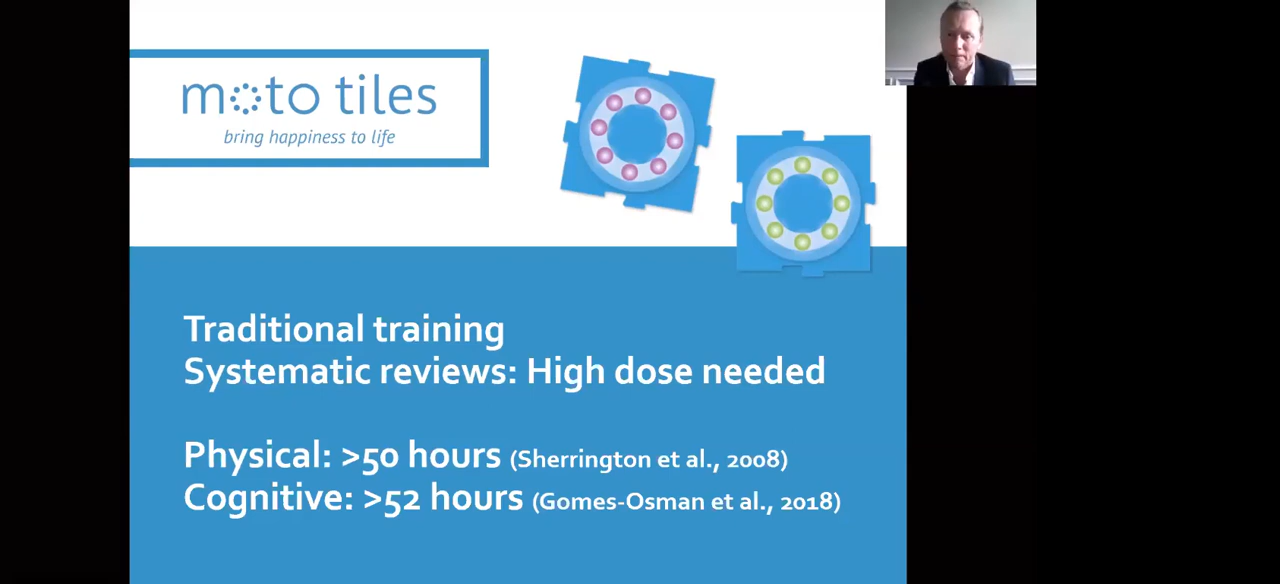 moto tiles
bring happiness to life
Traditional training
Systematic reviews: High dose needed
Physical: >50 hours (Sherrington et al., 2008)
Cognitive: >52 hours (Gomes-Osman et al., 2018)